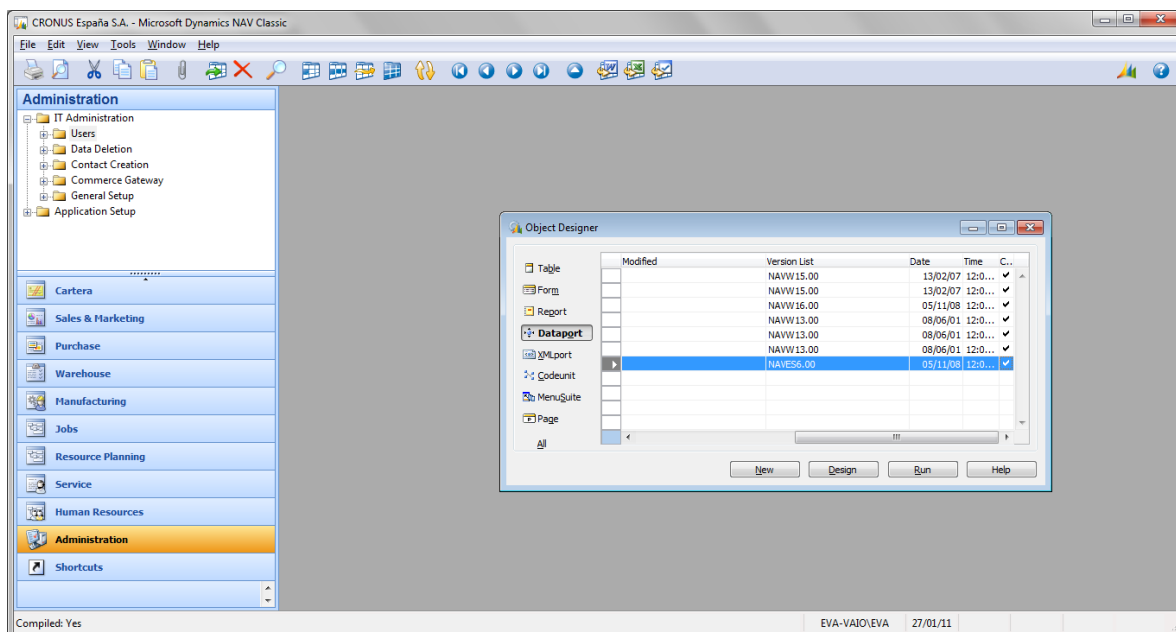 CRONUS España S.A. - Microsoft Dynamics NAV Classic
File Edit View Tools Window Help
Administration
IT Administration
Users
Data Deletion
Contact Creation
Commerce Gateway
General Setup
Application Setup
Cartera
Sales & Marketing
Purchase
Warehouse
Manufacturing
Jobs
Resource Planning
Service
Human Resources
Administration
Shortcuts
Object Designer
Table
Form
Report
Dataport
XMLport
Codeunit
MenuSuite
Page
All
Modified Version List Date Time C..
NAVW15.00 13/02/07 12:0...
NAVW15.00 13/02/07 12:0...
NAVW16.00 05/11/08 12:0...
NAVW13.00 08/06/01 12:0...
NAVW13.00 08/06/01 12:0...
NAVW13.00 08/06/01 12:0...
NAVES6.00 05/11/08 12:0...
New Design Run Help
Compiled: Yes EVA-VAIO\EVA 27/01/11